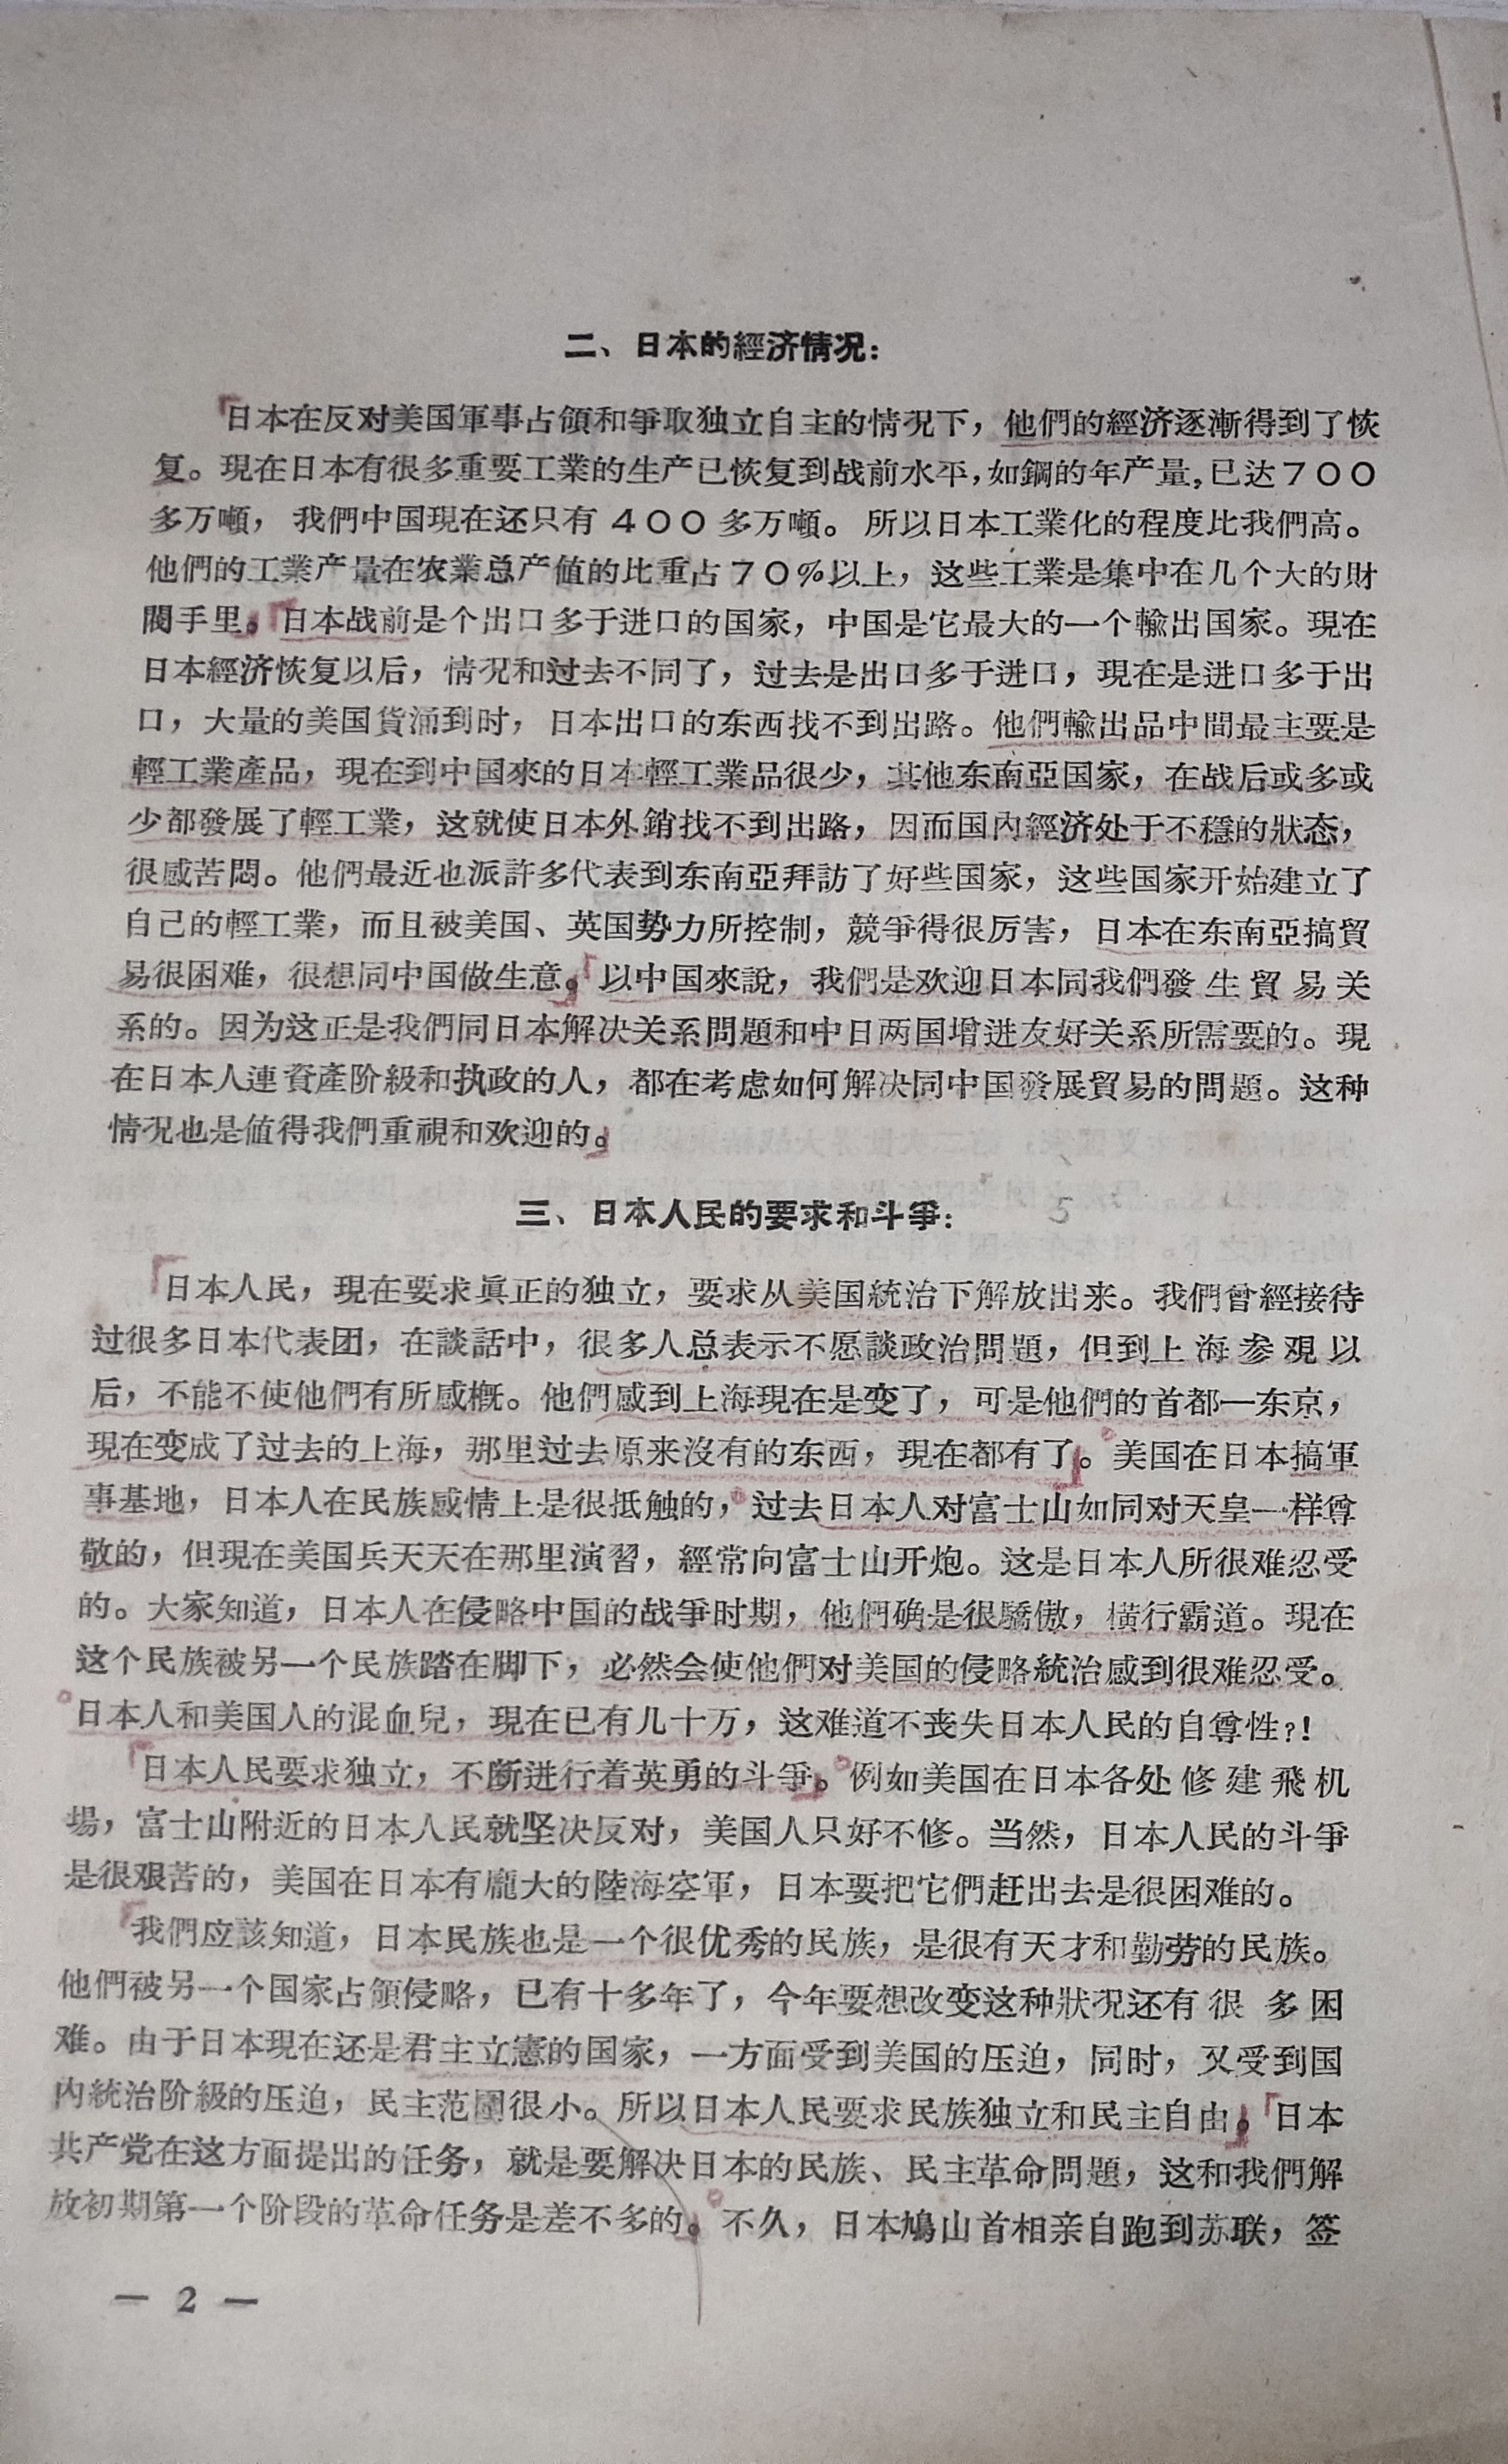 二、日本的經济情况：
日本在反对美国軍事占領和爭取独立自主的情况下，他們的經济逐漸得到了恢
复。現在日本有很多重要工業的生产已恢复到战前水平，如鋼的年产量，已达７００
多万噸，我們中国現在还只有４００多万噸。所以日本工業化的程度比我們高。
他們的工業产量在农業总产値的比重占７０％以上，这些工業是集中在几个大的財
閥手里。日本战前是个出口多于进口的国家，中国是它最大的一个輸出国家。現在
日本經济恢复以后，情况和过去不同了，过去是出口多于进口，現在是进口多于出
口，大量的美国貨涌到时，日本出口的东西找不到出路。他們輸出品中間最主要是
輕工業產品，現在到中国來的日本輕工業品很少，其他东南亞国家，在战后或多或
少都發展了輕工業，这就使日本外銷找不到出路，因而国內經济处于不穩的狀态，
很感苦悶。他們最近也派許多代表到东南亞拜訪了好些国家，这些国家开始建立了
自己的輕工業，而且被美国、英国势力所控制，競爭得很厉害，日本在东南亞搞貿
易很困难，很想同中国做生意。以中国來說，我們是欢迎日本同我們發生貿易关
系的。因为这正是我們同日本解决关系問題和中日两国增进友好关系所需要的。現
在日本人連資產阶級和执政的人，都在考虑如何解决同中国發展貿易的問題。这种
情况也是値得我們重視和欢迎的。
三、日本人民的要求和斗爭：
5
日本人民，現在要求眞正的独立，要求从美国統治下解放出来。我們曾經接待
过很多日本代表团，在談話中，很多人总表示不愿談政治問題，但到上海参觀以
后，不能不使他們有所感概。他們感到上海現在是变了，可是他們的首都—东京，
現在变成了过去的上海，那里过去原来沒有的东西，現在都有了。美国在日本搞軍
事基地，日本人在民族感情上是很抵触的，过去日本人对富士山如同对天皇一样尊
敬的，但現在美国兵天天在那里演習，經常向富士山开炮。这是日本人所很难忍受
的。大家知道，日本人在侵略中国的战爭时期，他們确是很驕傲，橫行霸道。現在
这个民族被另一个民族踏在脚下，必然会使他們对美国的侵略統治感到很难忍受。
日本人和美国人的混血兒，現在已有几十万，这难道不丧失日本人民的自尊性？！
日本人民要求独立，不断进行着英勇的斗爭。例如美国在日本各处修建飛机
場，富士山附近的日本人民就坚决反对，美国人只好不修。当然，日本人民的斗爭
是很艰苦的，美国在日本有龐大的陸海空軍，日本要把它們赶出去是很困难的。
我們应該知道，日本民族也是一个很优秀的民族，是很有天才和勤劳的民族。
他們被另一个国家占領侵略，已有十多年了，今年要想改变这种狀况还有很多困
难。由于日本現在还是君主立憲的国家，一方面受到美国的压迫，同时，又受到国
內統治阶級的压迫，民主范圍很小。所以日本人民要求民族独立和民主自由。日本
共产党在这方面提出的任务，就是要解决日本的民族、民主革命問題，这和我們解
放初期第一个阶段的革命任务是差不多的。不久，日本鳩山首相亲自跑到苏联，签
— 2 —